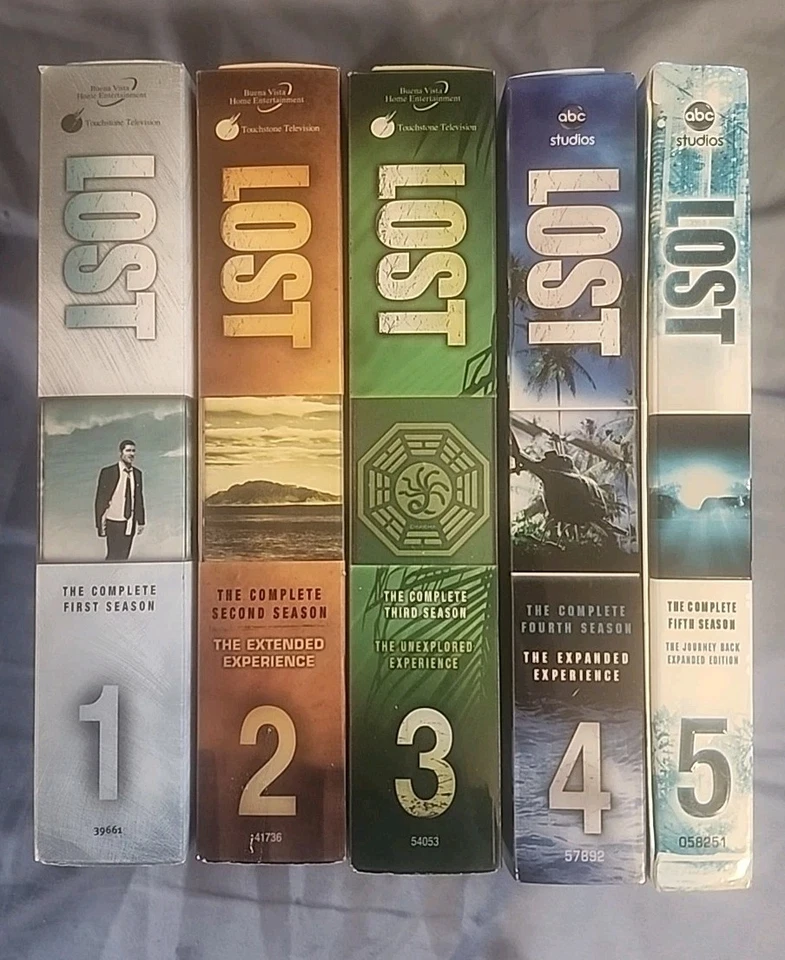 Buena Vista
Home Entertainment
Touchstone Television
LOST
THE COMPLETE
FIRST SEASON
1
39661
Buena Vista
Home Entertainment
Touchstone Television
LOST
THE COMPLETE
SECOND SEASON
THE EXTENDED
EXPERIENCE
2
41736
Buena Vista
Home Entertainment
Touchstone Television
LOST
DHARMA
THE COMPLETE
THIRD SEASON
THE UNEXPLORED
EXPERIENCE
3
54053
abc
studios
LOST
THE COMPLETE
FOURTH SEASON
THE EXPANDED
EXPERIENCE
4
57892
abc
studios
LOST
THE COMPLETE
FIFTH SEASON
THE JOURNEY BACK
EXPANDED EDITION
5
058251